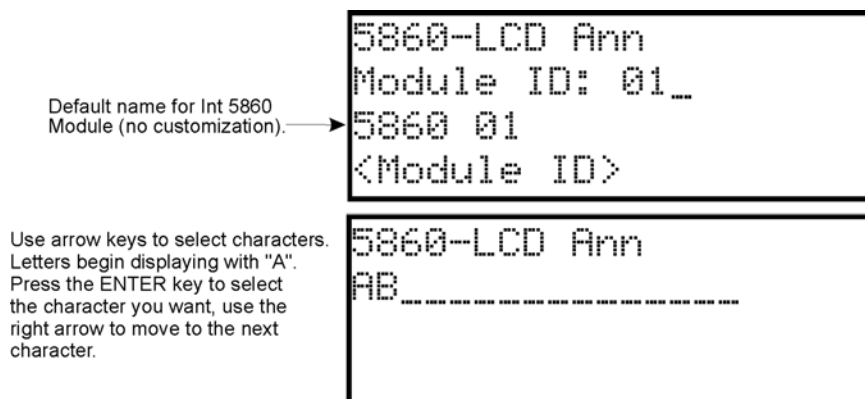 5860-LCD Ann
Module ID: 01_
Default name for Int 5860
Module (no customization).
5860 01
<Module ID>
Use arrow keys to select characters.
Letters begin displaying with "A".
Press the ENTER key to select
the character you want, use the
right arrow to move to the next
character.
5860-LCD Ann
AB__________________